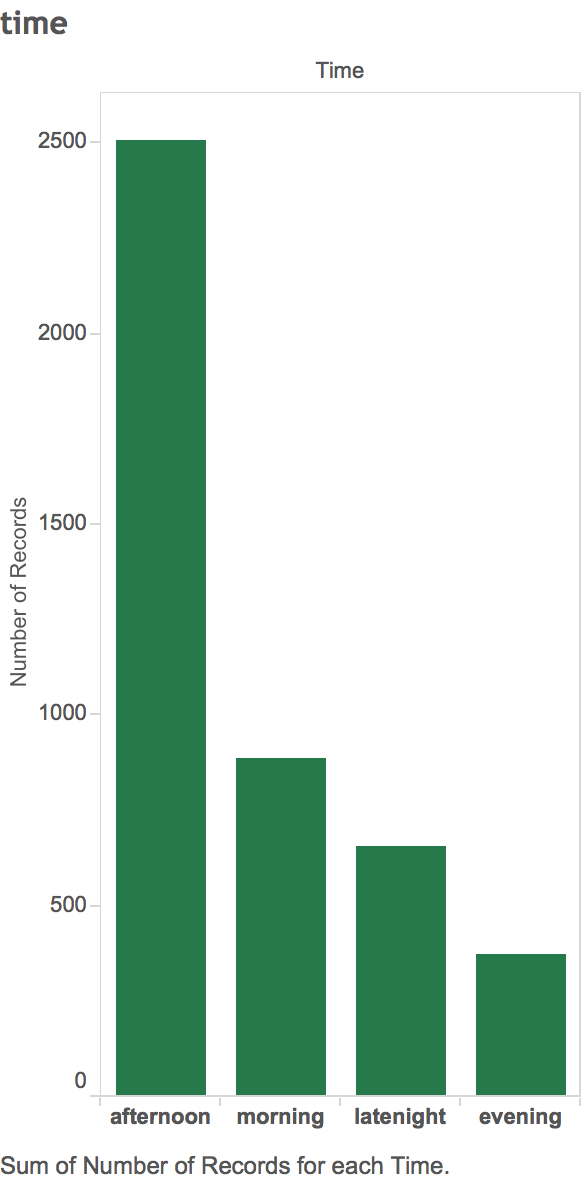 time
Time
2500
2000
1500
1000
500
0
Number of Records
afternoon morning latenight evening
Sum of Number of Records for each Time.